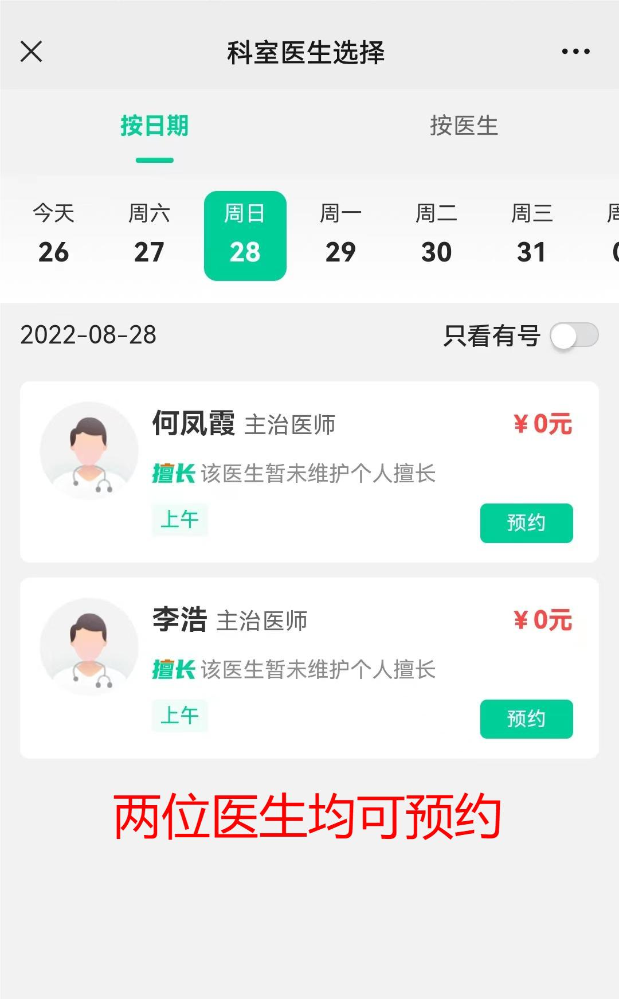 科室医生选择
按日期 按医生
今天 周六 周日 周一 周二 周三 周
26 27 28 29 30 31 0
2022-08-28 只看有号
何凤霞 主治医师 ¥0元
擅长 该医生暂未维护个人擅长
上午 预约
李浩 主治医师 ¥0元
擅长 该医生暂未维护个人擅长
上午 预约
两位医生均可预约